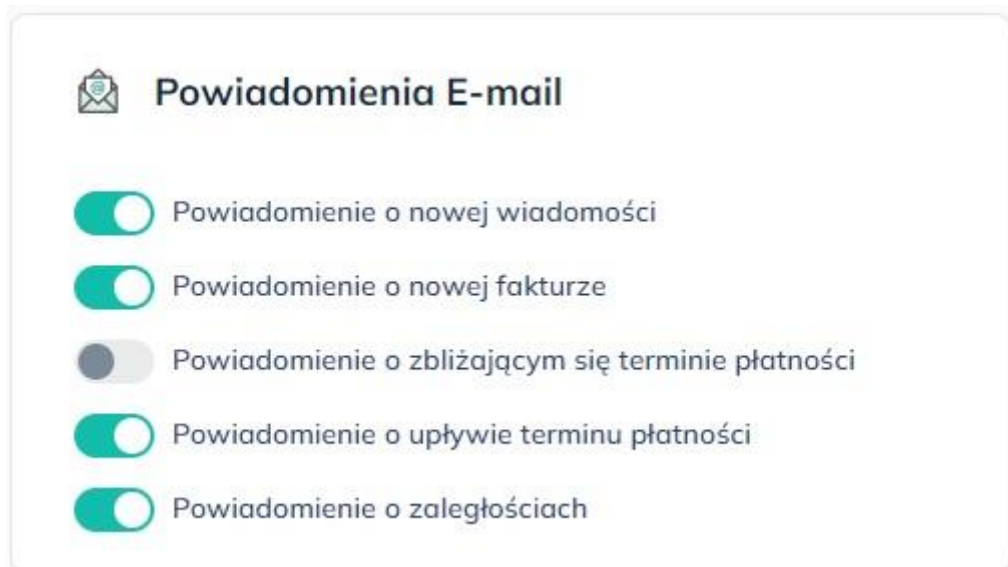 Powiadomienia E-mail
Powiadomienie o nowej wiadomości
Powiadomienie o nowej fakturze
Powiadomienie o zbliżającym się terminie płatności
Powiadomienie o upływie terminu płatności
Powiadomienie o zaległościach